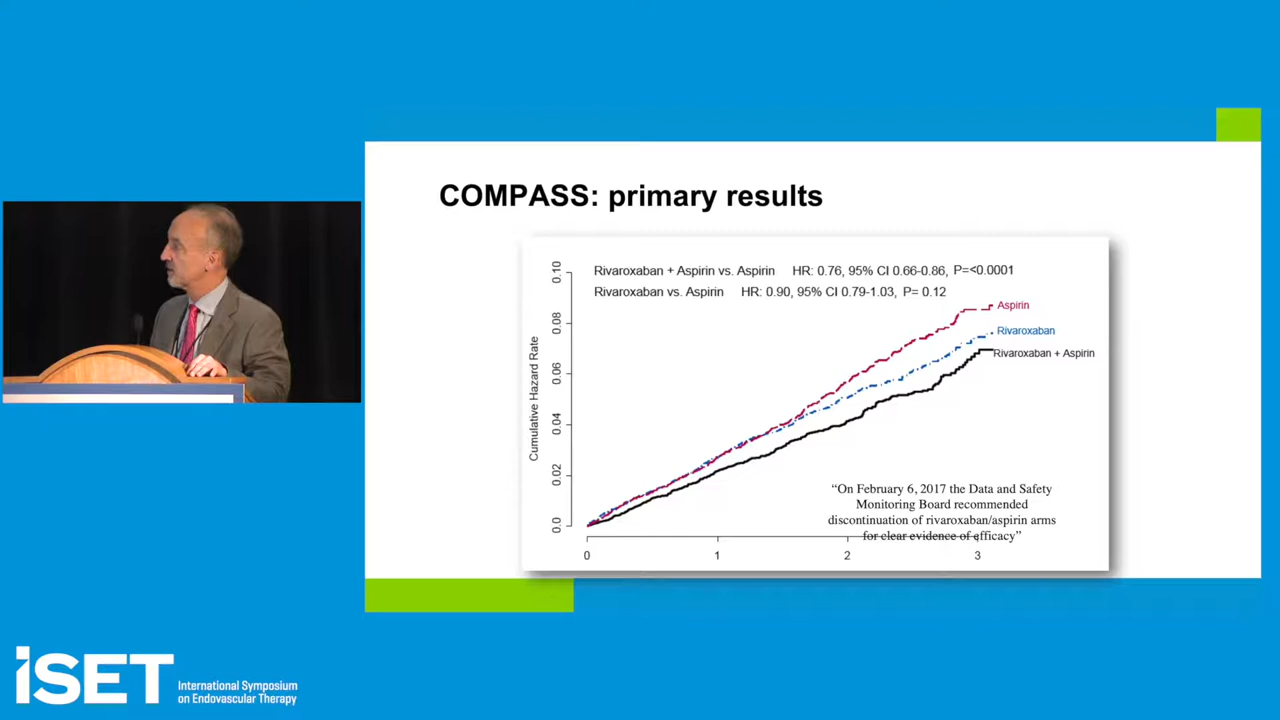 COMPASS: primary results
Rivaroxaban + Aspirin vs. Aspirin HR: 0.76, 95% CI 0.66-0.86, P=<0.0001
Rivaroxaban vs. Aspirin HR: 0.90, 95% CI 0.79-1.03, P= 0.12
Cumulative Hazard Rate
0.10
0.08
0.06
0.04
0.02
0.0
Aspirin
Rivaroxaban
Rivaroxaban + Aspirin
“On February 6, 2017 the Data and Safety
Monitoring Board recommended
discontinuation of rivaroxaban/aspirin arms
for clear evidence of efficacy”
0 1 2 3
iSET
International Symposium
on Endovascular Therapy